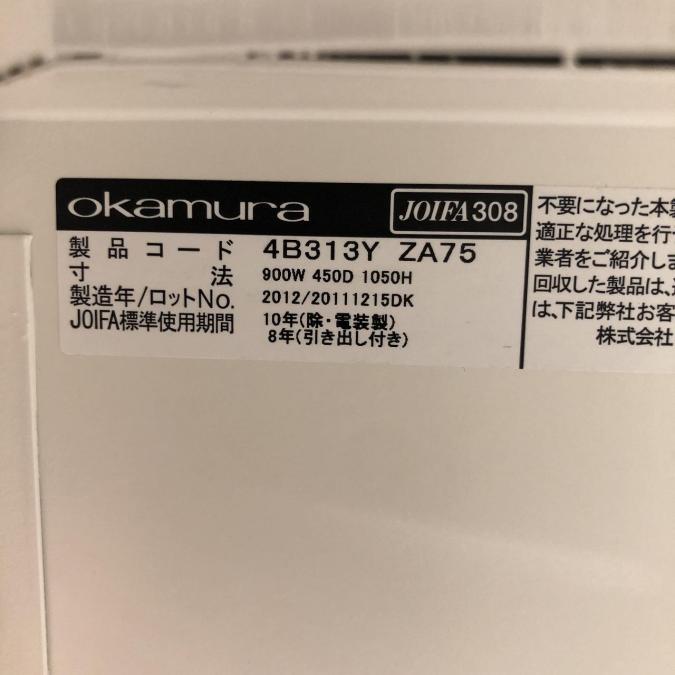 okamura
JOIFA308
製品コード 4B313Y ZA75
寸法 900W 450D 1050H
製造年/ロットNo. 2012/20111215DK
JOIFA標準使用期間 10年(除・電装製)
8年(引き出し付き)
不要になった本
適正な処理を行
業者をご紹介しま
回収した製品は、
は、下記弊社お客
株式会社